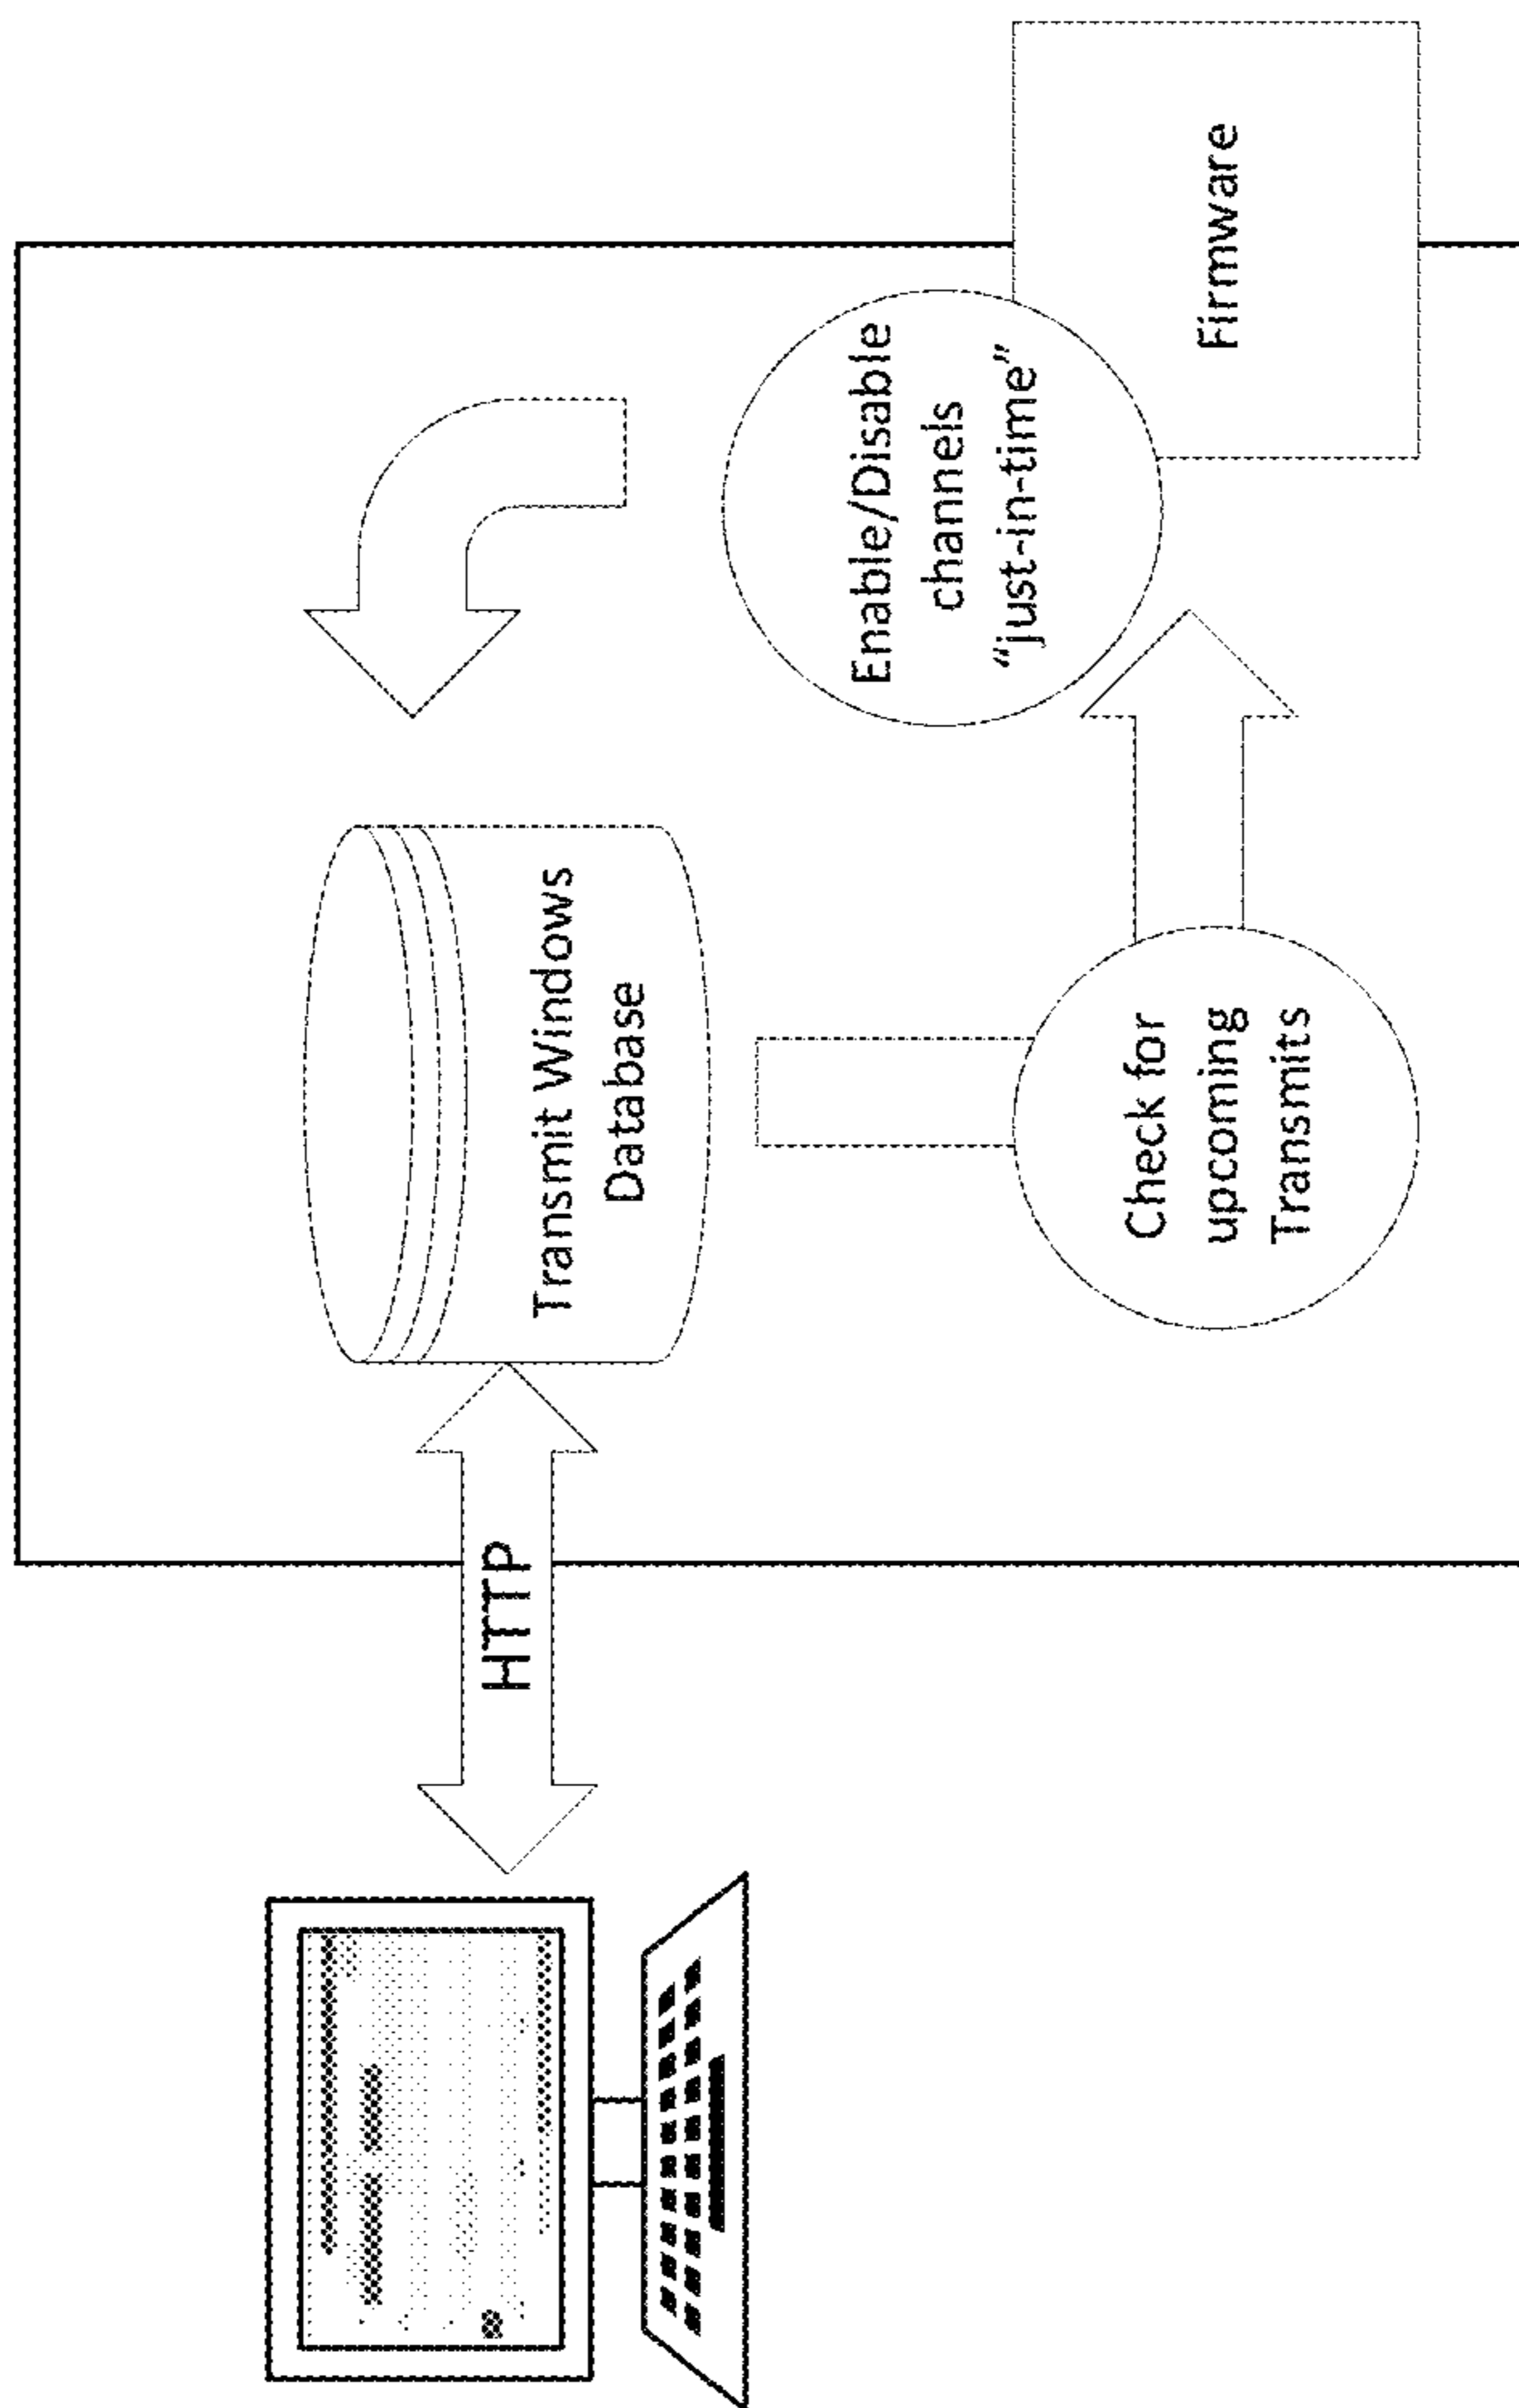 HTTP
Transmit Windows
Database
Check for
upcoming
Transmits
Enable/Disable
channels
“just-in-time”
Firmware